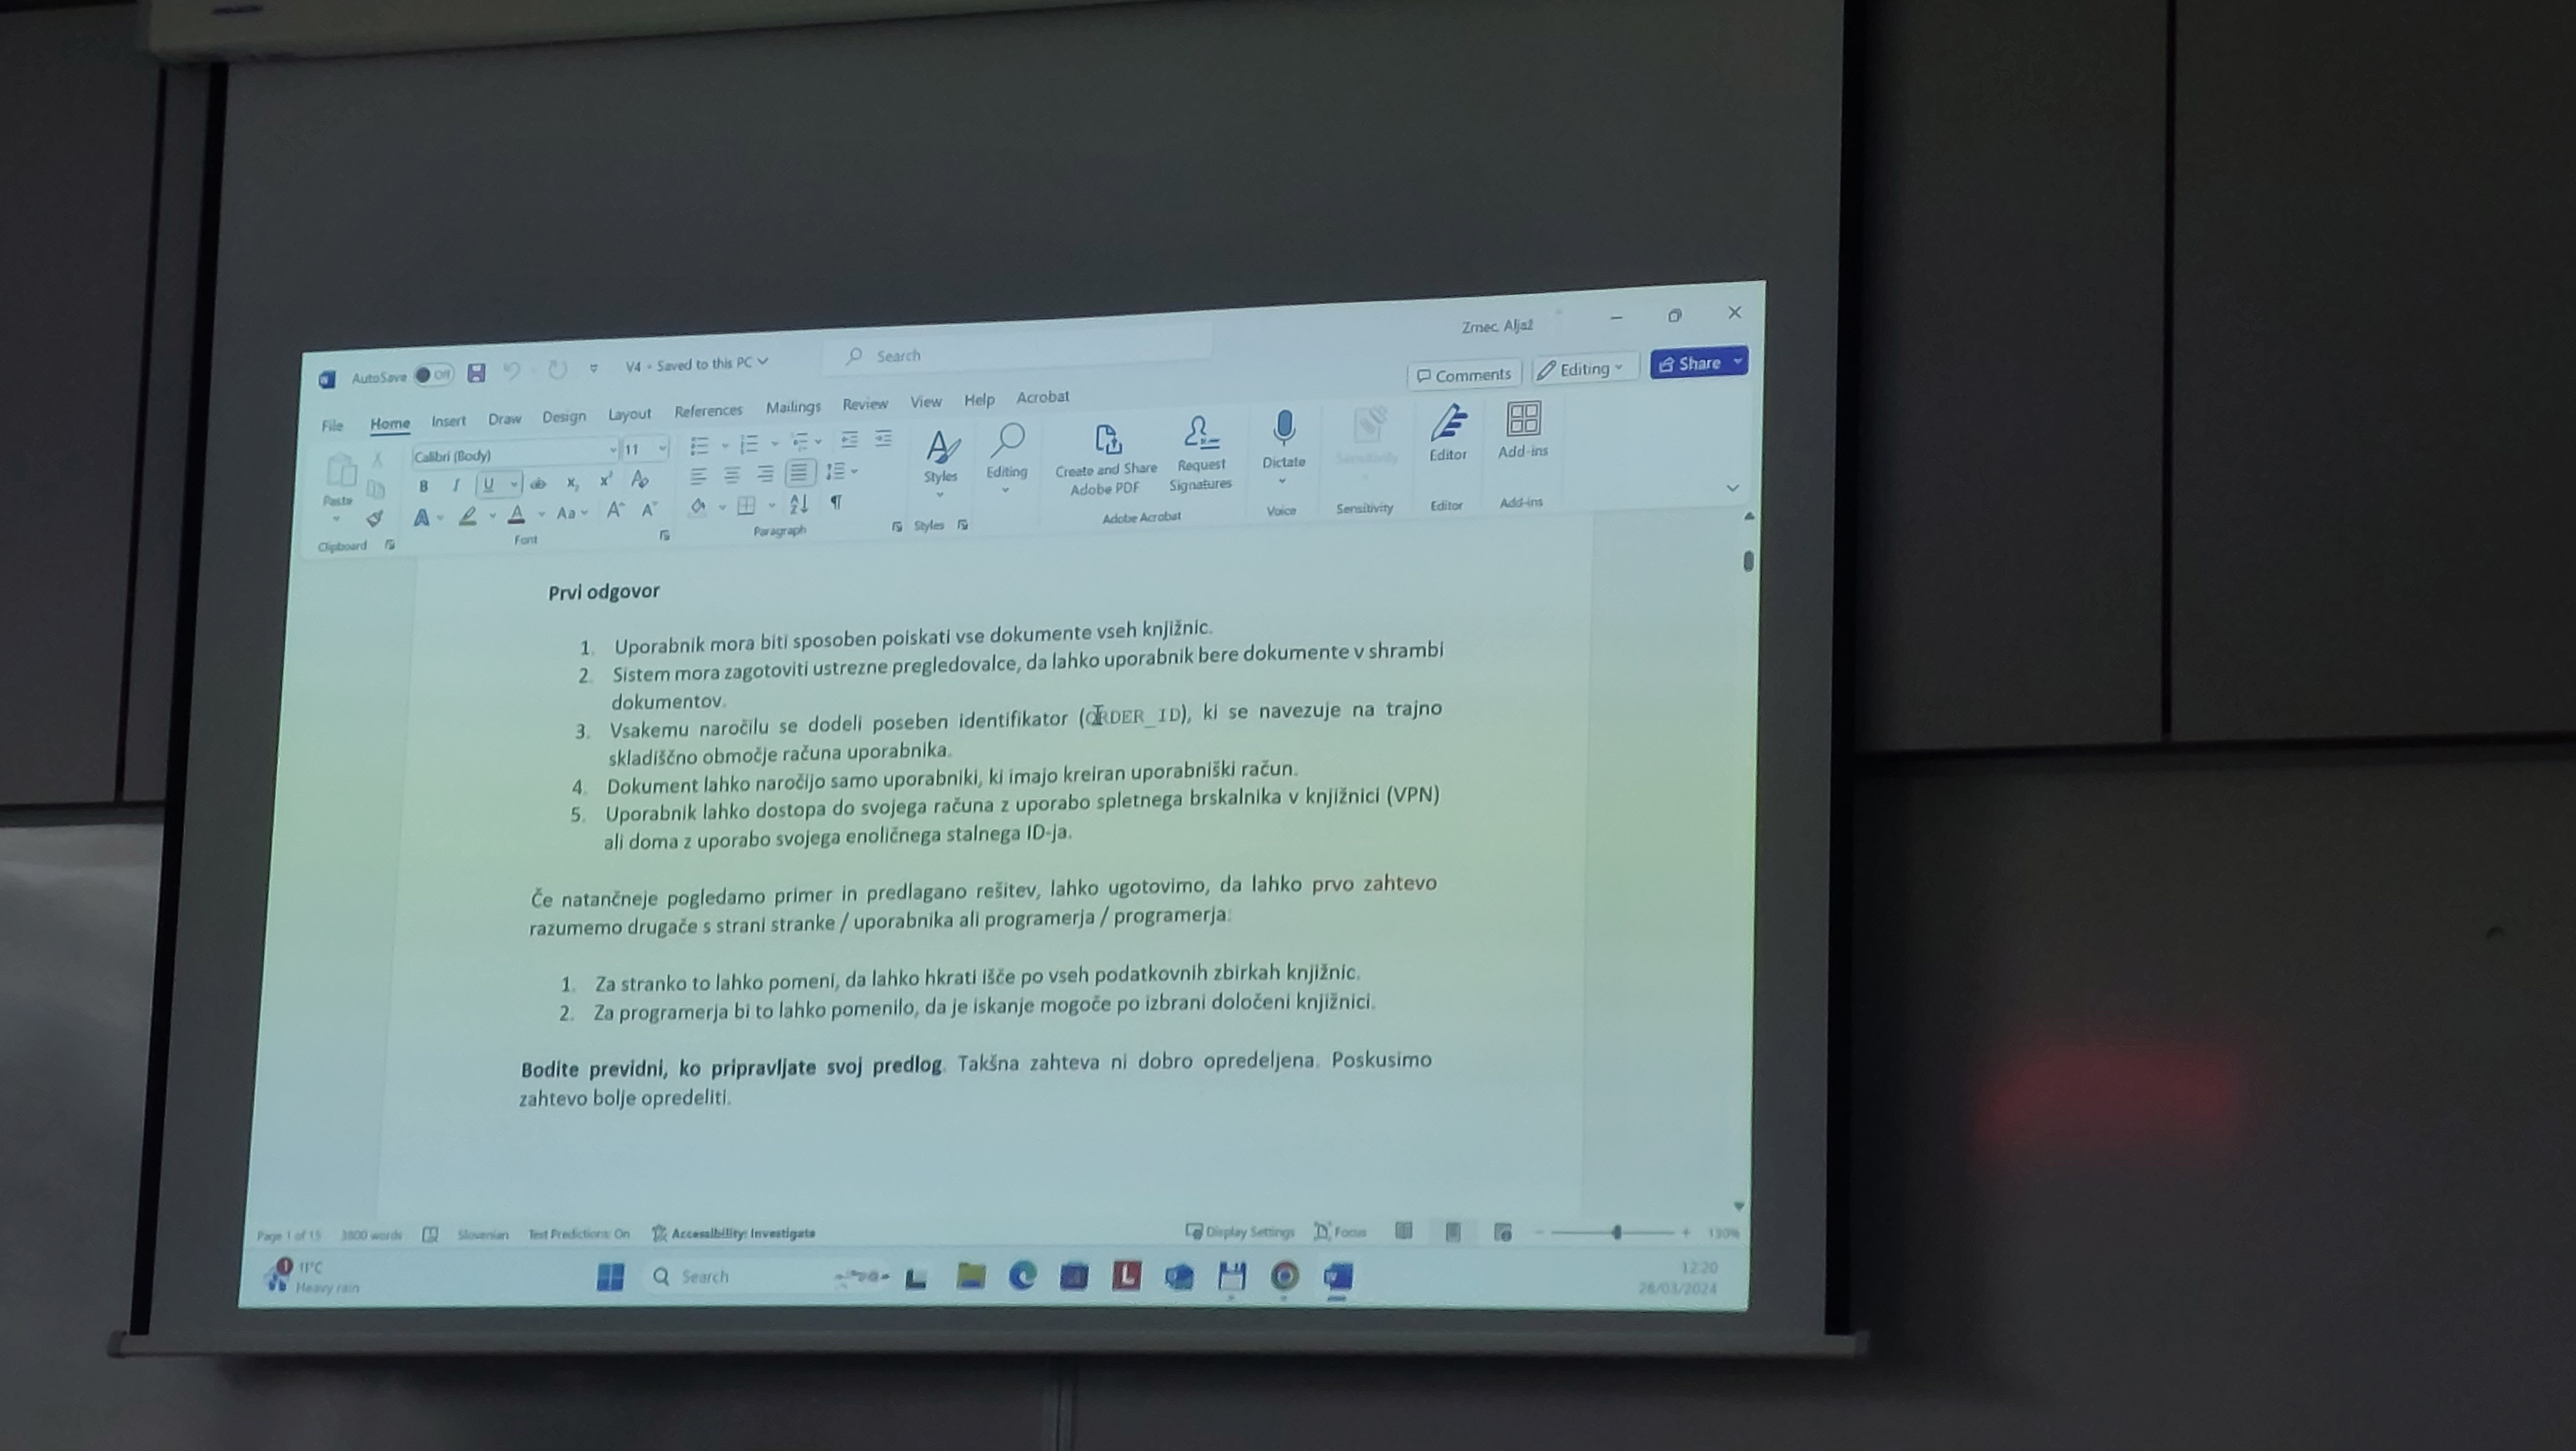 AutoSave Off V4 - Saved to this PC Search Zrnec, Aljaž
Comments Editing Share
File Home Insert Draw Design Layout References Mailings Review View Help Acrobat
Calibri (Body) 11
Paste
Styles Editing Create and Share Adobe PDF Request Signatures Dictate Sensitivity Editor Add-ins
Clipboard Font Paragraph Styles Adobe Acrobat Voice Sensitivity Editor Add-ins
Prvi odgovor
1. Uporabnik mora biti sposoben poiskati vse dokumente vseh knjižnic.
2. Sistem mora zagotoviti ustrezne pregledovalce, da lahko uporabnik bere dokumente v shrambi
dokumentov.
3. Vsakemu naročilu se dodeli poseben identifikator (ORDER_ID), ki se navezuje na trajno
skladiščno območje računa uporabnika.
4. Dokument lahko naročijo samo uporabniki, ki imajo kreiran uporabniški račun.
5. Uporabnik lahko dostopa do svojega računa z uporabo spletnega brskalnika v knjižnici (VPN)
ali doma z uporabo svojega enoličnega stalnega ID-ja.
Če natančneje pogledamo primer in predlagano rešitev, lahko ugotovimo, da lahko prvo zahtevo
razumemo drugače s strani stranke / uporabnika ali programerja / programerja:
1. Za stranko to lahko pomeni, da lahko hkrati išče po vseh podatkovnih zbirkah knjižnic.
2. Za programerja bi to lahko pomenilo, da je iskanje mogoče po izbrani določeni knjižnici.
Bodite previdni, ko pripravljate svoj predlog. Takšna zahteva ni dobro opredeljena. Poskusimo
zahtevo bolje opredeliti.
Page 1 of 15 3800 words Slovenian Text Predictions: On Accessibility: Investigate Display Settings Focus 130%
11°C
Heavy rain
Search
12:20
28/03/2024